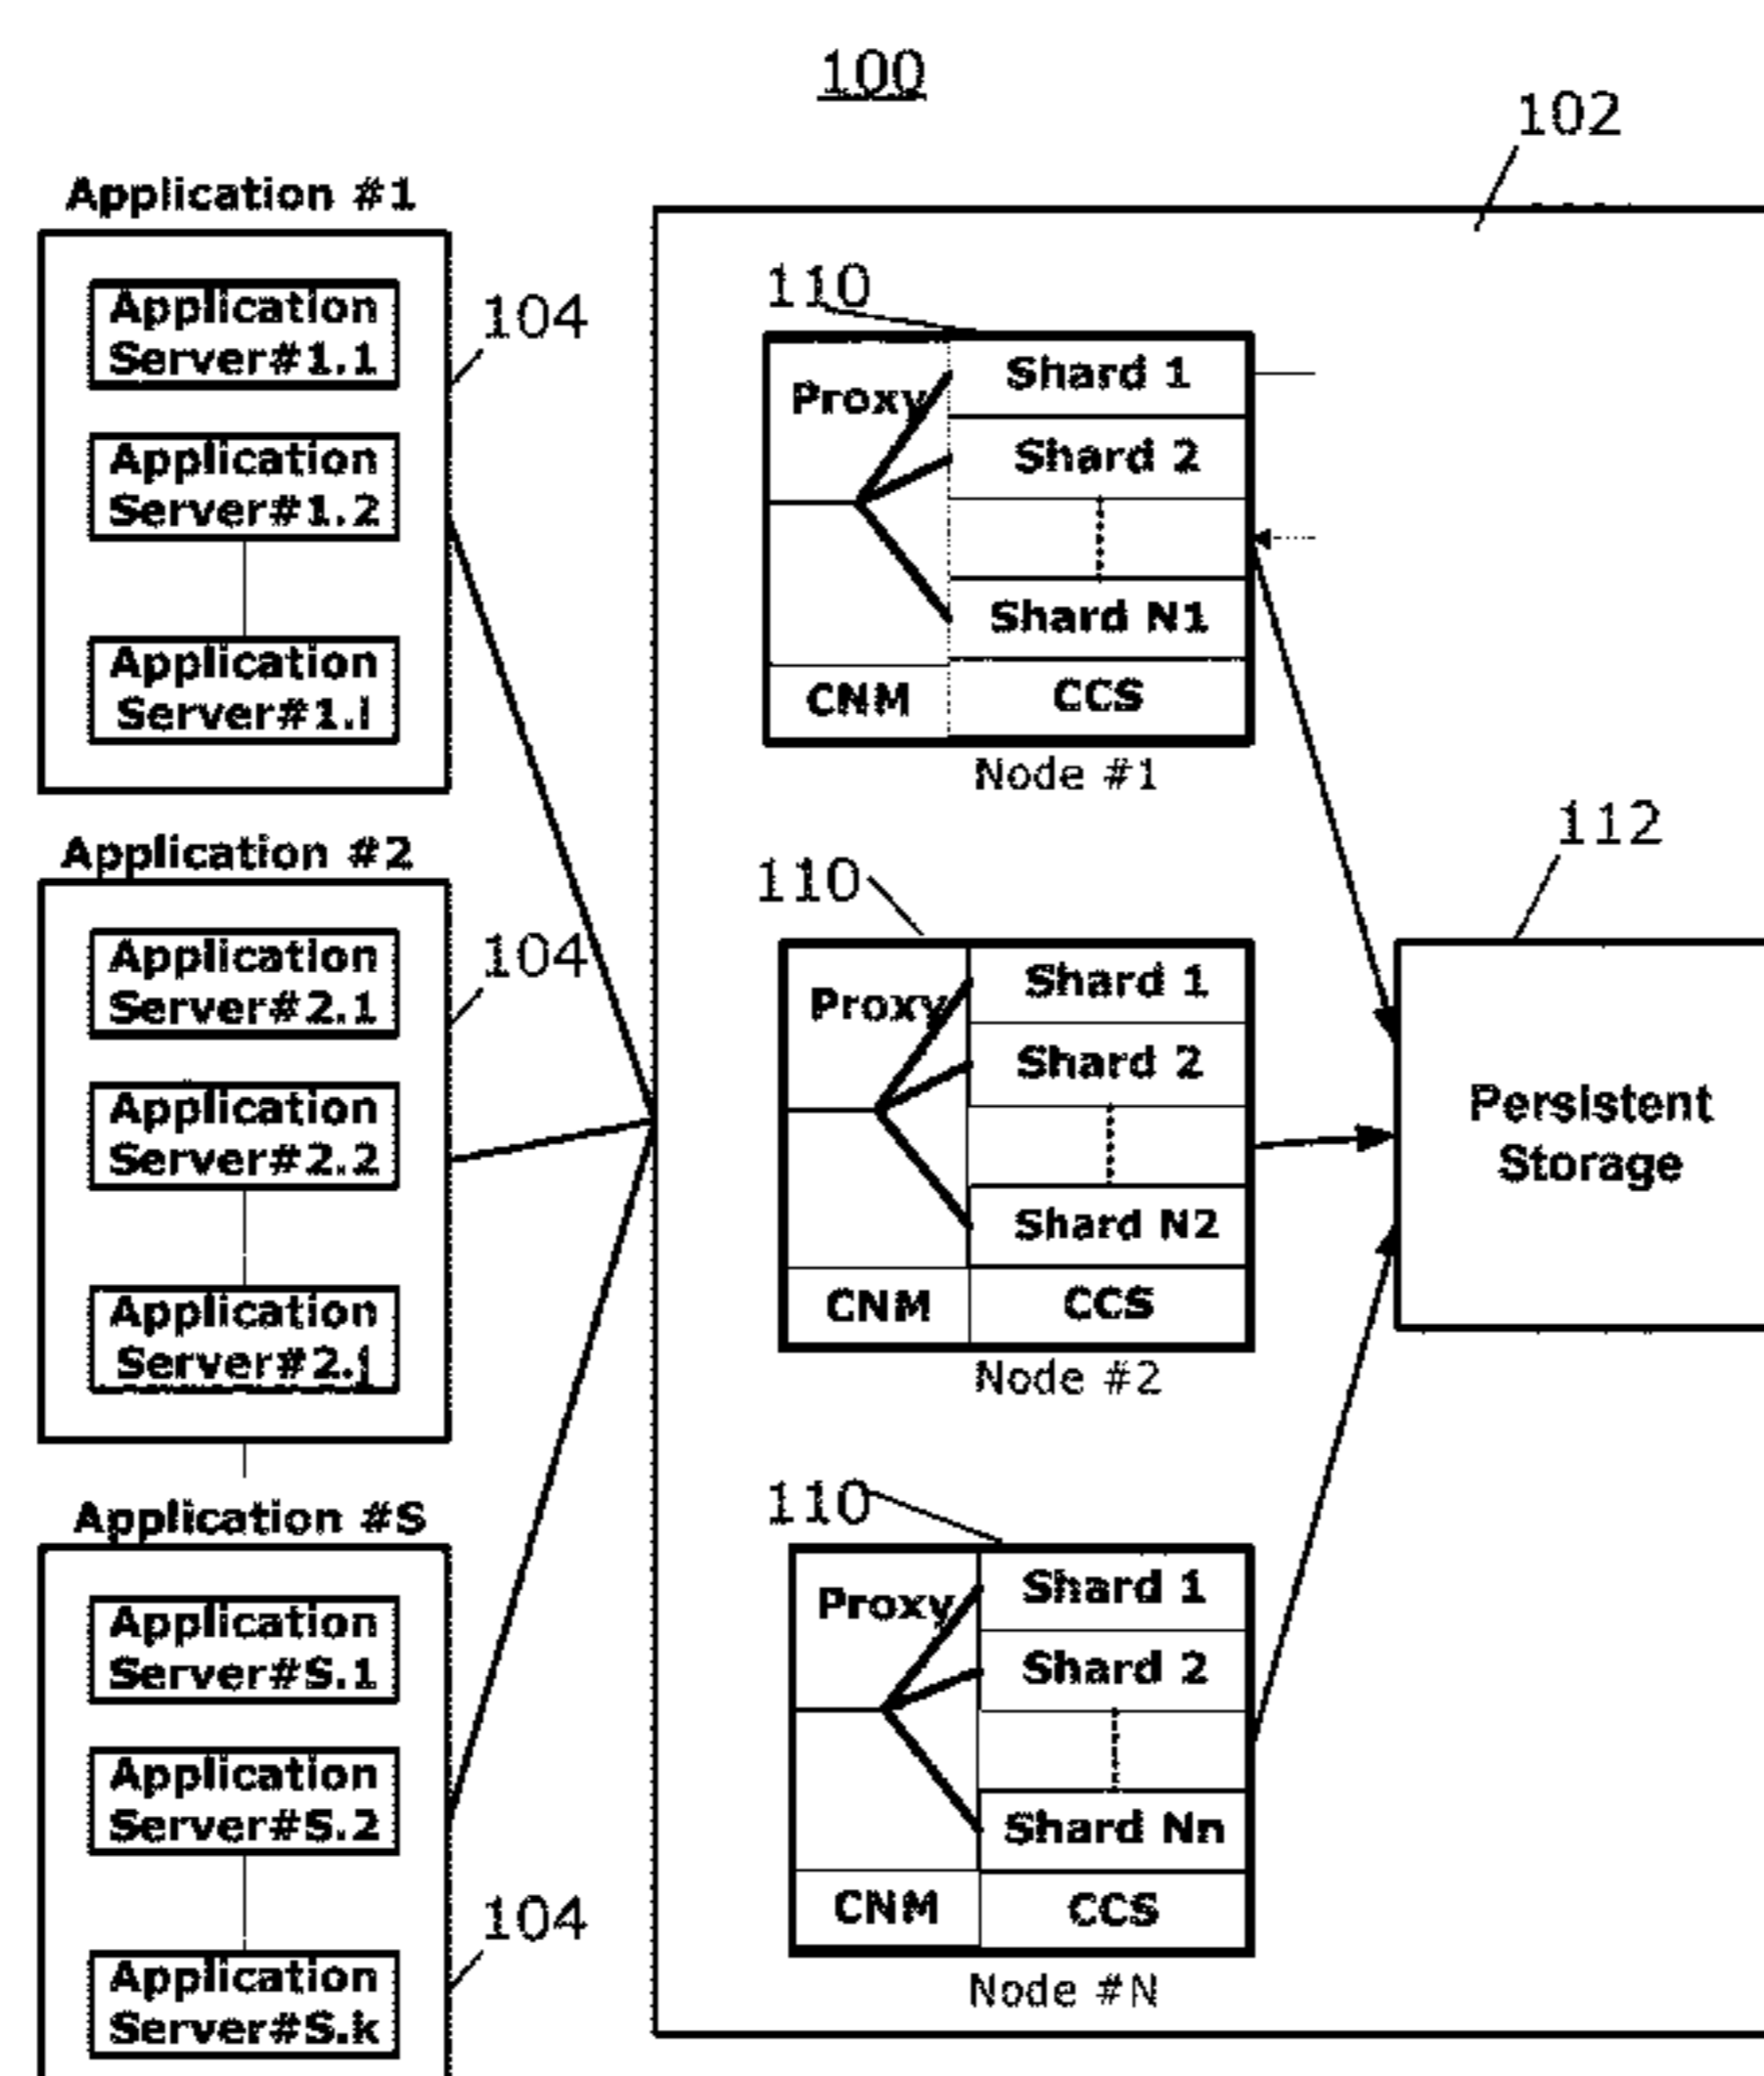 100
102
Application #1
Application
Server#1.1
104
Application
Server#1.2
Application
Server#1.i
Application #2
Application
Server#2.1
104
Application
Server#2.2
Application
Server#2.j
Application #S
Application
Server#S.1
Application
Server#S.2
104
Application
Server#S.k
110
Proxy
Shard 1
Shard 2
Shard N1
CNM
CCS
Node #1
110
Proxy
Shard 1
Shard 2
Shard N2
CNM
CCS
Node #2
110
Proxy
Shard 1
Shard 2
Shard Nn
CNM
CCS
Node #N
112
Persistent
Storage